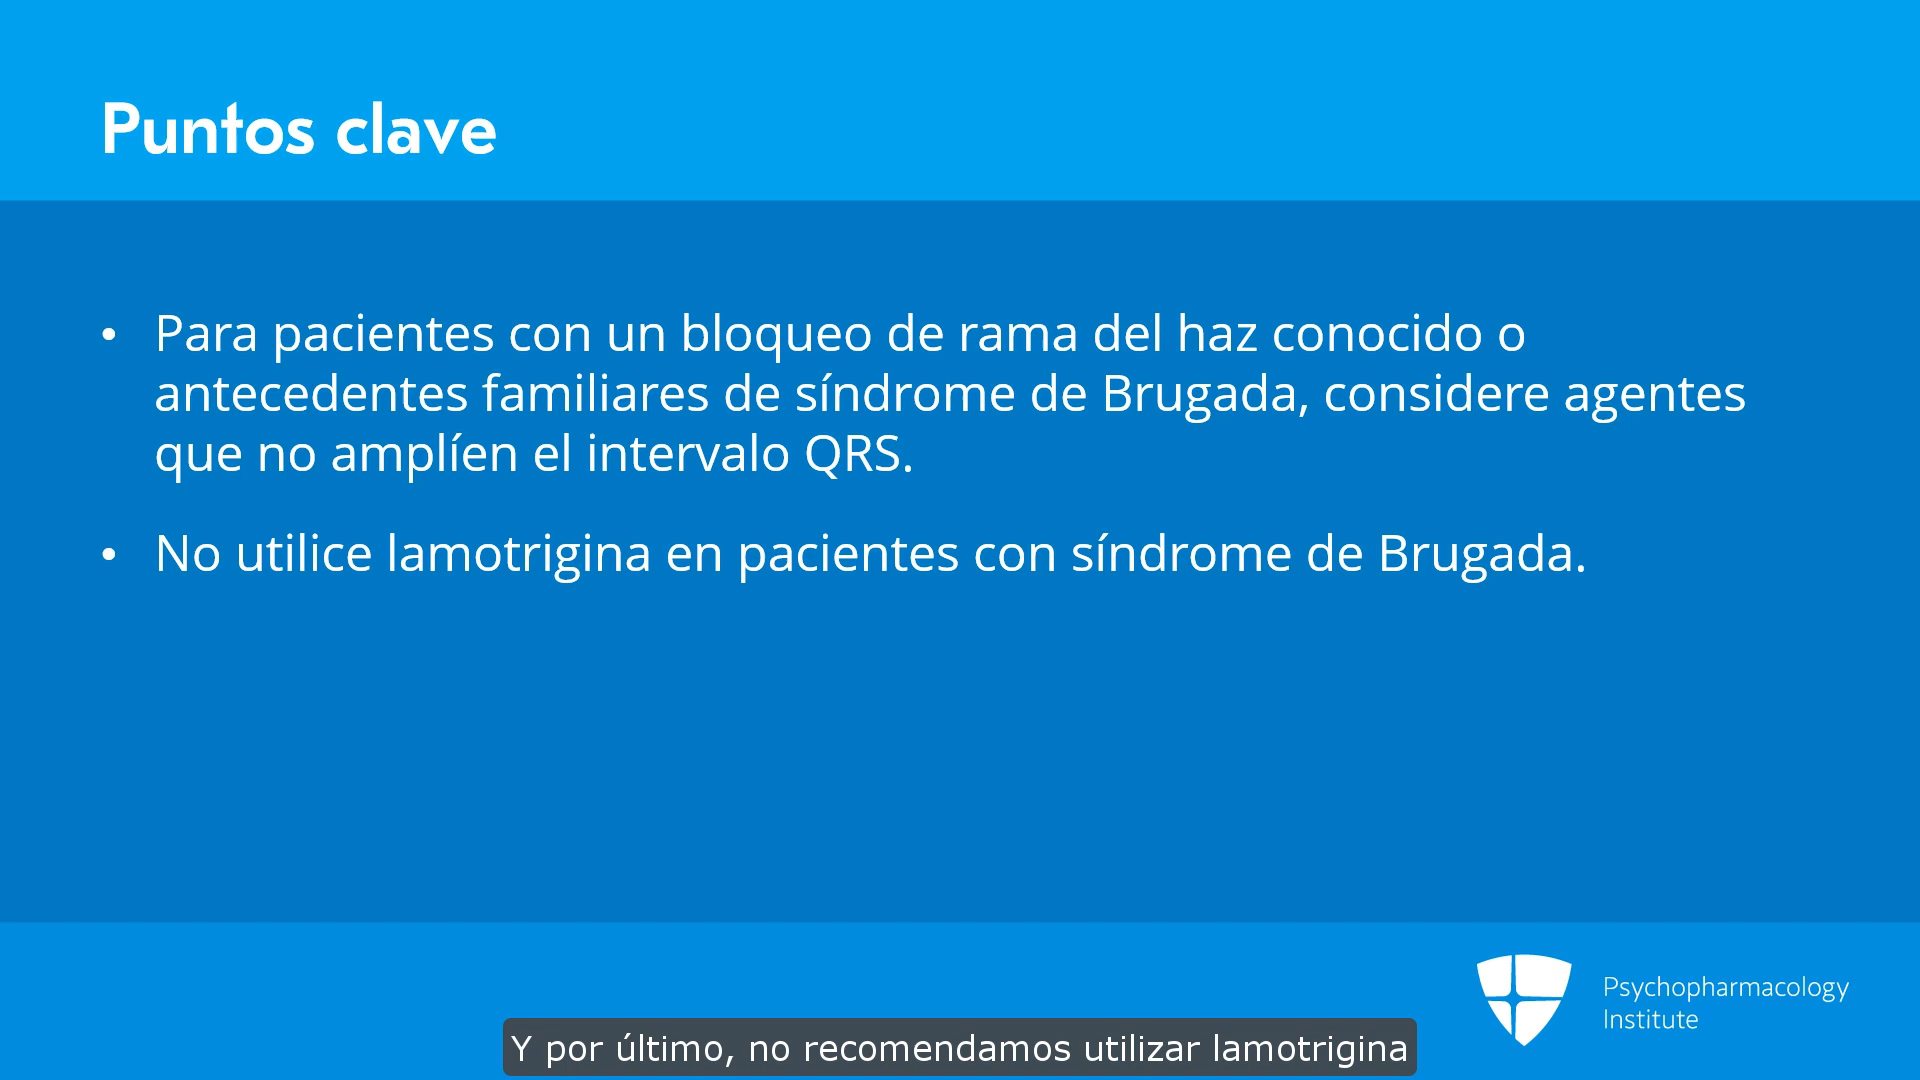 Puntos clave
• Para pacientes con un bloqueo de rama del haz conocido o
antecedentes familiares de síndrome de Brugada, considere agentes
que no amplíen el intervalo QRS.
• No utilice lamotrigina en pacientes con síndrome de Brugada.
Psychopharmacology
Institute
Y por último, no recomendamos utilizar lamotrigina